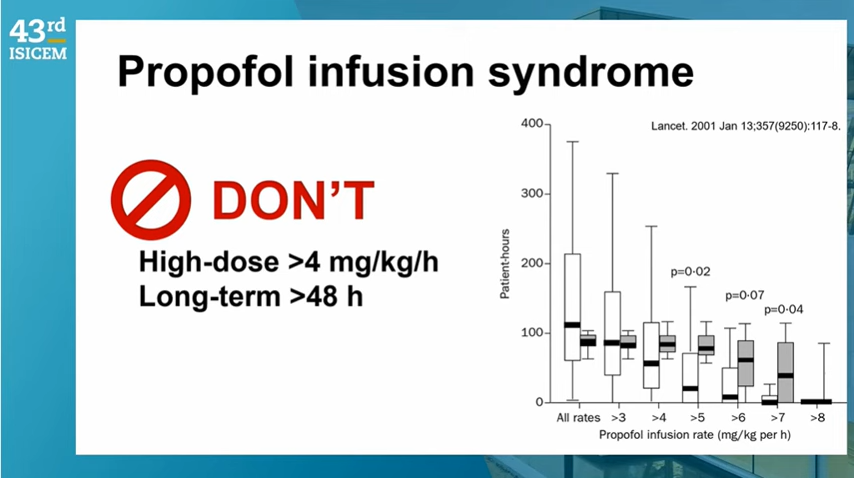 43rd
ISICEM
Propofol infusion syndrome
DON'T
High-dose >4 mg/kg/h
Long-term >48 h
Lancet. 2001 Jan 13;357(9250):117-8.
400
300
200
100
0
Patient-hours
p=0·02
p=0·07
p=0·04
All rates >3 >4 >5 >6 >7 >8
Propofol infusion rate (mg/kg per h)